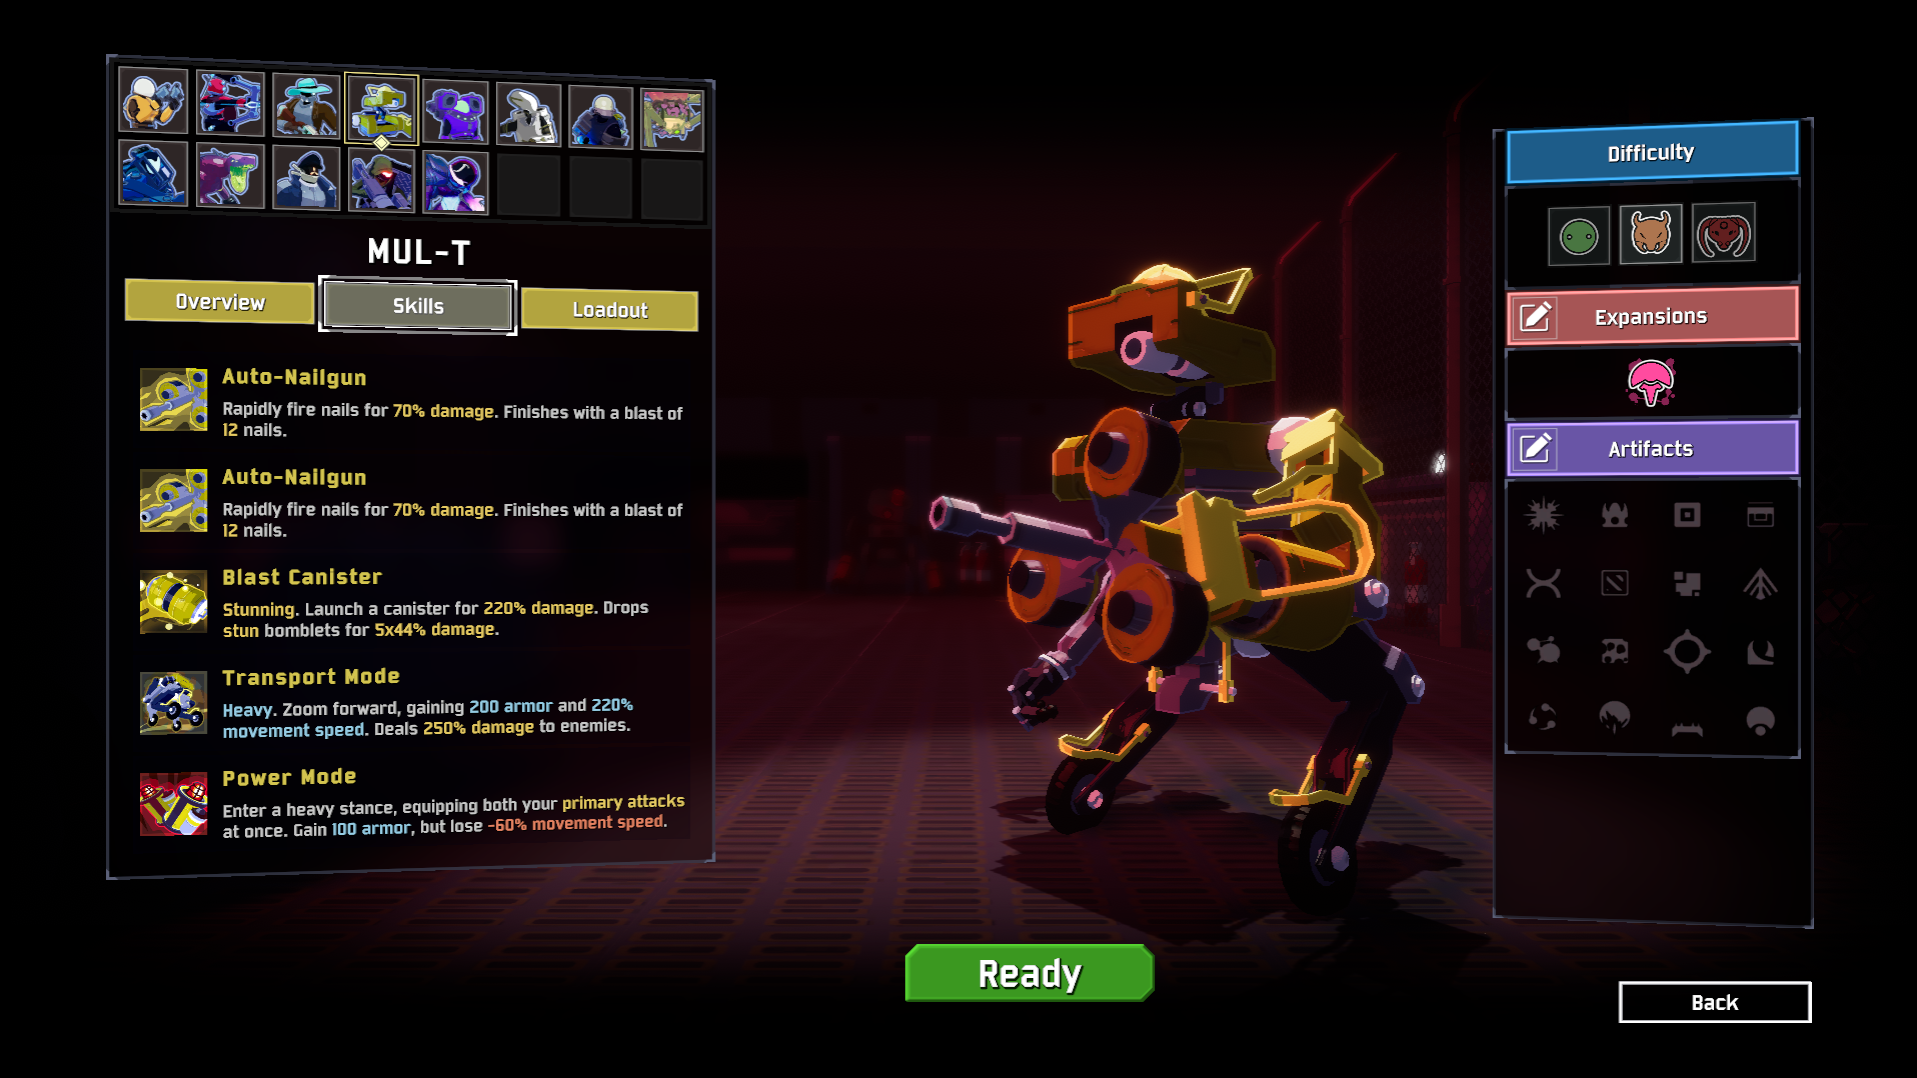 MUL-T
Overview
Skills
Loadout
Auto-Nailgun
Rapidly fire nails for 70% damage. Finishes with a blast of
12 nails.
Auto-Nailgun
Rapidly fire nails for 70% damage. Finishes with a blast of
12 nails.
Blast Canister
Stunning. Launch a canister for 220% damage. Drops
stun bomblets for 5x44% damage.
Transport Mode
Heavy. Zoom forward, gaining 200 armor and 220%
movement speed. Deals 250% damage to enemies.
Power Mode
Enter a heavy stance, equipping both your primary attacks
at once. Gain 100 armor, but lose -60% movement speed.
Difficulty
Expansions
Artifacts
Ready
Back